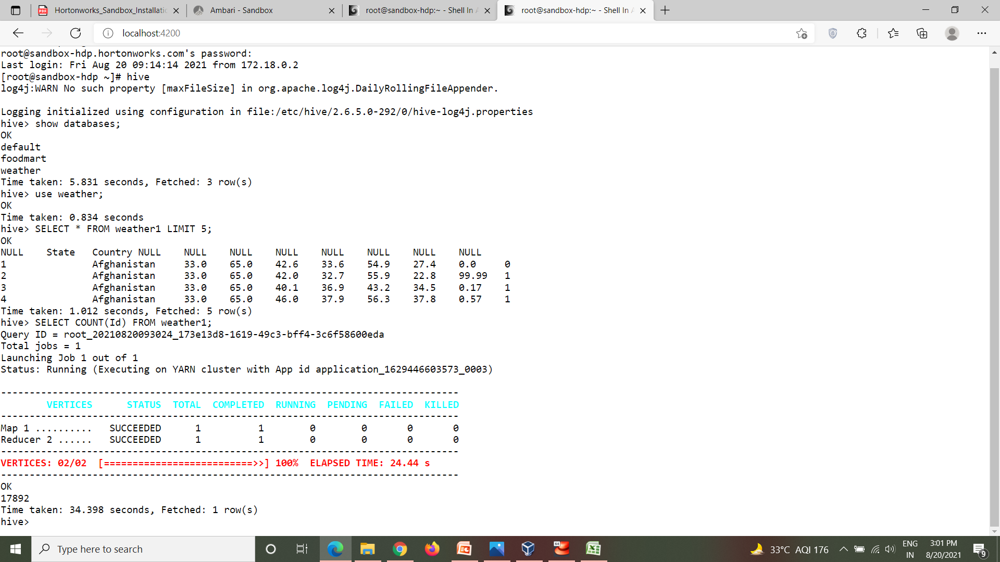 Hortonworks_Sandbox_Installatio
Ambari - Sandbox
root@sandbox-hdp:~ - Shell In A
root@sandbox-hdp:~ - Shell In A
localhost:4200
root@sandbox-hdp.hortonworks.com's password:
Last login: Fri Aug 20 09:14:14 2021 from 172.18.0.2
[root@sandbox-hdp ~]# hive
log4j:WARN No such property [maxFileSize] in org.apache.log4j.DailyRollingFileAppender.
Logging initialized using configuration in file:/etc/hive/2.6.5.0-292/0/hive-log4j.properties
hive> show databases;
OK
default
foodmart
weather
Time taken: 5.831 seconds, Fetched: 3 row(s)
hive> use weather;
OK
Time taken: 0.834 seconds
hive> SELECT * FROM weather1 LIMIT 5;
OK
NULL State Country NULL NULL NULL NULL NULL NULL NULL NULL
1 Afghanistan 33.0 65.0 42.6 33.6 54.9 27.4 0.0 0
2 Afghanistan 33.0 65.0 42.0 32.7 55.9 22.8 99.99 1
3 Afghanistan 33.0 65.0 40.1 36.9 43.2 34.5 0.17 1
4 Afghanistan 33.0 65.0 46.0 37.9 56.3 37.8 0.57 1
Time taken: 1.012 seconds, Fetched: 5 row(s)
hive> SELECT COUNT(Id) FROM weather1;
Query ID = root_20210820093024_173e13d8-1619-49c3-bff4-3c6f58600eda
Total jobs = 1
Launching Job 1 out of 1
Status: Running (Executing on YARN cluster with App id application_1629446603573_0003)
--------------------------------------------------------------------------------
VERTICES STATUS TOTAL COMPLETED RUNNING PENDING FAILED KILLED
--------------------------------------------------------------------------------
Map 1 .......... SUCCEEDED 1 1 0 0 0 0
Reducer 2 ...... SUCCEEDED 1 1 0 0 0 0
--------------------------------------------------------------------------------
VERTICES: 02/02 [==========================>>] 100% ELAPSED TIME: 24.44 s
--------------------------------------------------------------------------------
OK
17892
Time taken: 34.398 seconds, Fetched: 1 row(s)
hive>
Type here to search
33°C AQI 176
ENG
IN
3:01 PM
8/20/2021
9